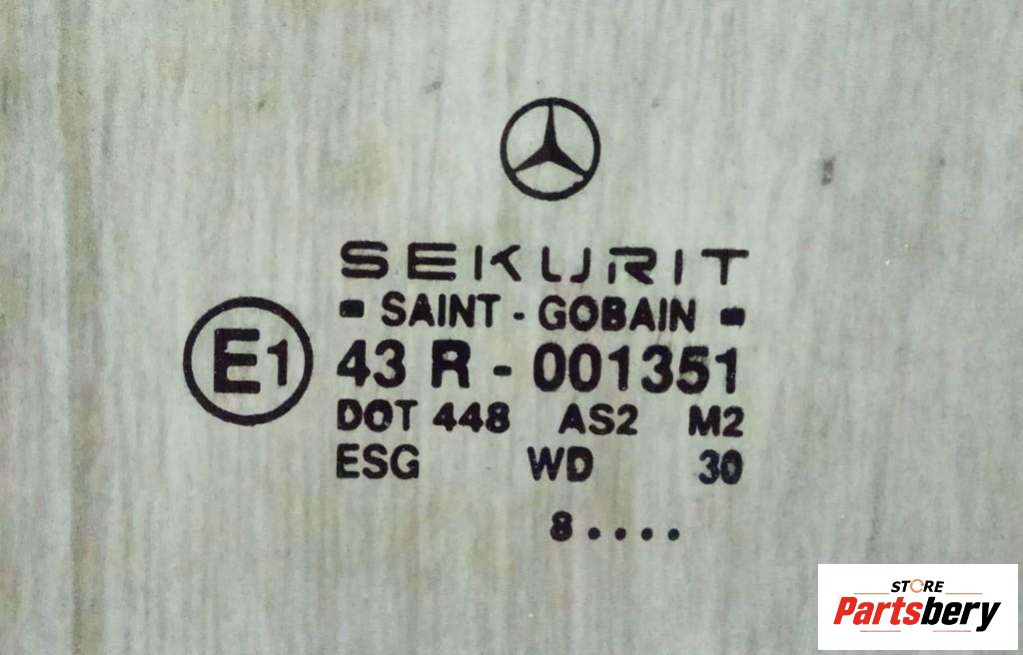 SEKURIT
- SAINT - GOBAIN -
E1 43 R - 001351
DOT 448 AS2 M2
ESG WD 30
8....
STORE
Partsbery